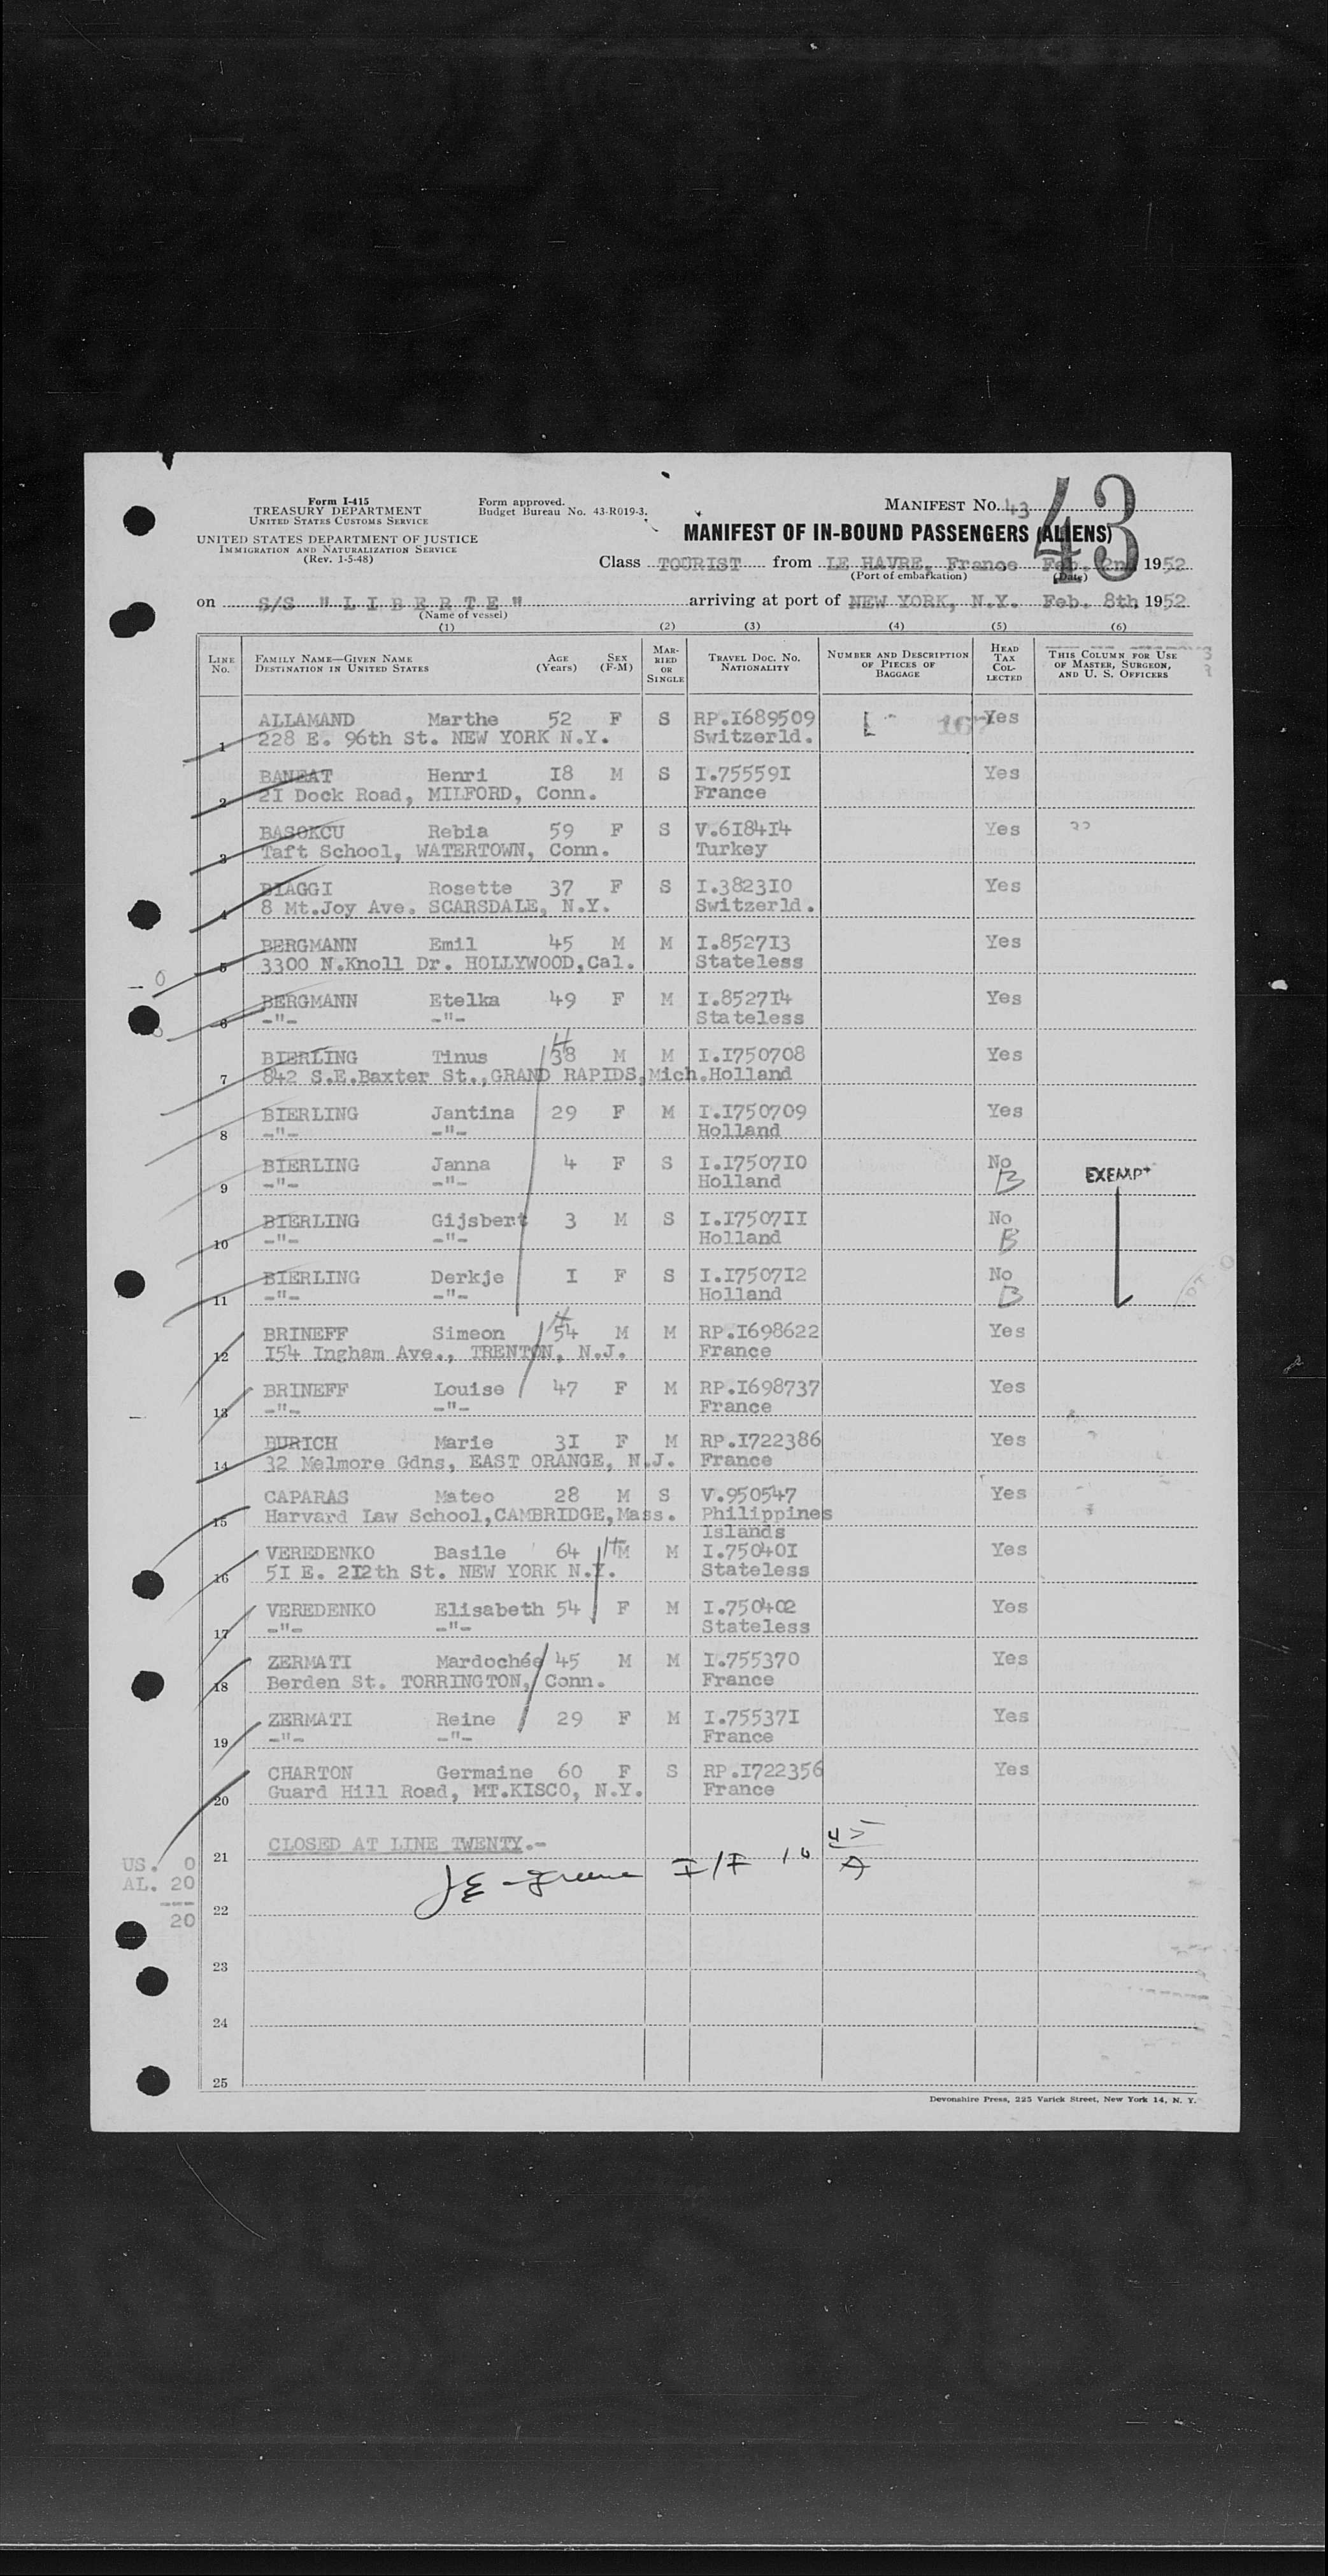 Form I-415
TREASURY DEPARTMENT
UNITED STATES CUSTOMS SERVICE
UNITED STATES DEPARTMENT OF JUSTICE
IMMIGRATION AND NATURALIZATION SERVICE
(Rev. 1-5-48)
Form approved.
Budget Bureau No. 43-R019-3.
MANIFEST No. 43
43
MANIFEST OF IN-BOUND PASSENGERS (ALIENS)
Class TOURIST from LE HAVRE, France Feb. 2nd 1952
(Port of embarkation) (Date)
on S/S "LIBERTE" arriving at port of NEW YORK, N.Y. Feb. 8th, 1952
(Name of vessel)
(1) (2) (3) (4) (5) (6)
LINE No. FAMILY NAME—GIVEN NAME DESTINATION IN UNITED STATES AGE (Years) SEX (F-M) MARRIED OR SINGLE TRAVEL DOC. NO. NATIONALITY NUMBER AND DESCRIPTION OF PIECES OF BAGGAGE HEAD TAX COLLECTED THIS COLUMN FOR USE OF MASTER, SURGEON, AND U. S. OFFICERS
ALLAMAND Marthe 52 F S RP.I689509 167 Yes
1 228 E. 96th St. NEW YORK N.Y. Switzerld.
BANEAT Henri I8 M S I.75559I Yes
2 2I Dock Road, MILFORD, Conn. France
BASOKCU Rebia 59 F S V.6I84I4 Yes
3 Taft School, WATERTOWN, Conn. Turkey
BIAGGI Rosette 37 F S I.3823I0 Yes
4 8 Mt.Joy Ave. SCARSDALE, N.Y. Switzerld.
BERGMANN Emil 45 M M I.8527I3 Yes
5 3300 N.Knoll Dr. HOLLYWOOD,Cal. Stateless
BERGMANN Etelka 49 F M I.8527I4 Yes
6 -"- -"- Stateless
BIERLING Tinus 38 M M I.I750708 Yes
7 842 S.E.Baxter St.,GRAND RAPIDS,Mich.Holland
BIERLING Jantina 29 F M I.I750709 Yes
8 -"- -"- Holland
BIERLING Janna 4 F S I.I7507I0 No EXEMPT
9 -"- -"- Holland B
BIERLING Gijsbert 3 M S I.I7507II No
10 -"- -"- Holland B
BIERLING Derkje I F S I.I7507I2 No
11 -"- -"- Holland B
BRINEFF Simeon 54 M M RP.I698622 Yes
12 I54 Ingham Ave., TRENTON, N.J. France
BRINEFF Louise 47 F M RP.I698737 Yes
13 -"- -"- France
BURICH Marie 3I F M RP.I722386 Yes
14 32 Melmore Gdns, EAST ORANGE, N.J. France
CAPARAS Mateo 28 M S V.950547 Yes
15 Harvard Law School,CAMBRIDGE,Mass. Philippines
Islands
VEREDENKO Basile 64 M M I.75040I Yes
16 5I E. 2I2th St. NEW YORK N.Y. Stateless
VEREDENKO Elisabeth 54 F M I.750402 Yes
17 -"- -"- Stateless
ZERMATI Mardochée 45 M M I.755370 Yes
18 Berden St. TORRINGTON, Conn. France
ZERMATI Reine 29 F M I.75537I Yes
19 -"- -"- France
CHARTON Germaine 60 F S RP.I722356 Yes
20 Guard Hill Road, MT.KISCO, N.Y. France
21 CLOSED AT LINE TWENTY.-
US. 0
AL. 20
---
20
22
23
24
25
Devonshire Press, 225 Varick Street, New York 14, N. Y.